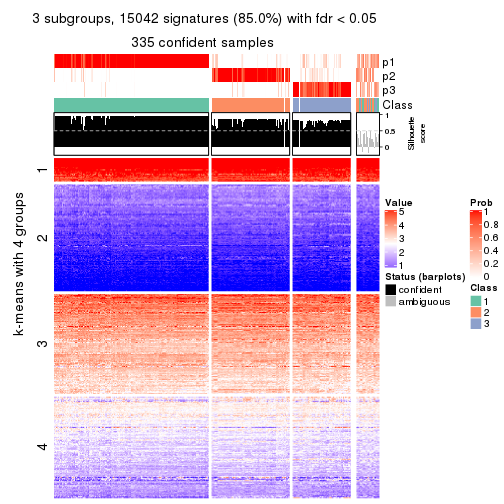 3 subgroups, 15042 signatures (85.0%) with fdr < 0.05
335 confident samples
p1
p2
p3
Class
1
0.5
0
Silhouette
score
k-means with 4 groups
1
2
3
4
Value
5
4
3
2
1
Status (barplots)
confident
ambiguous
Prob
1
0.8
0.6
0.4
0.2
0
Class
1
2
3